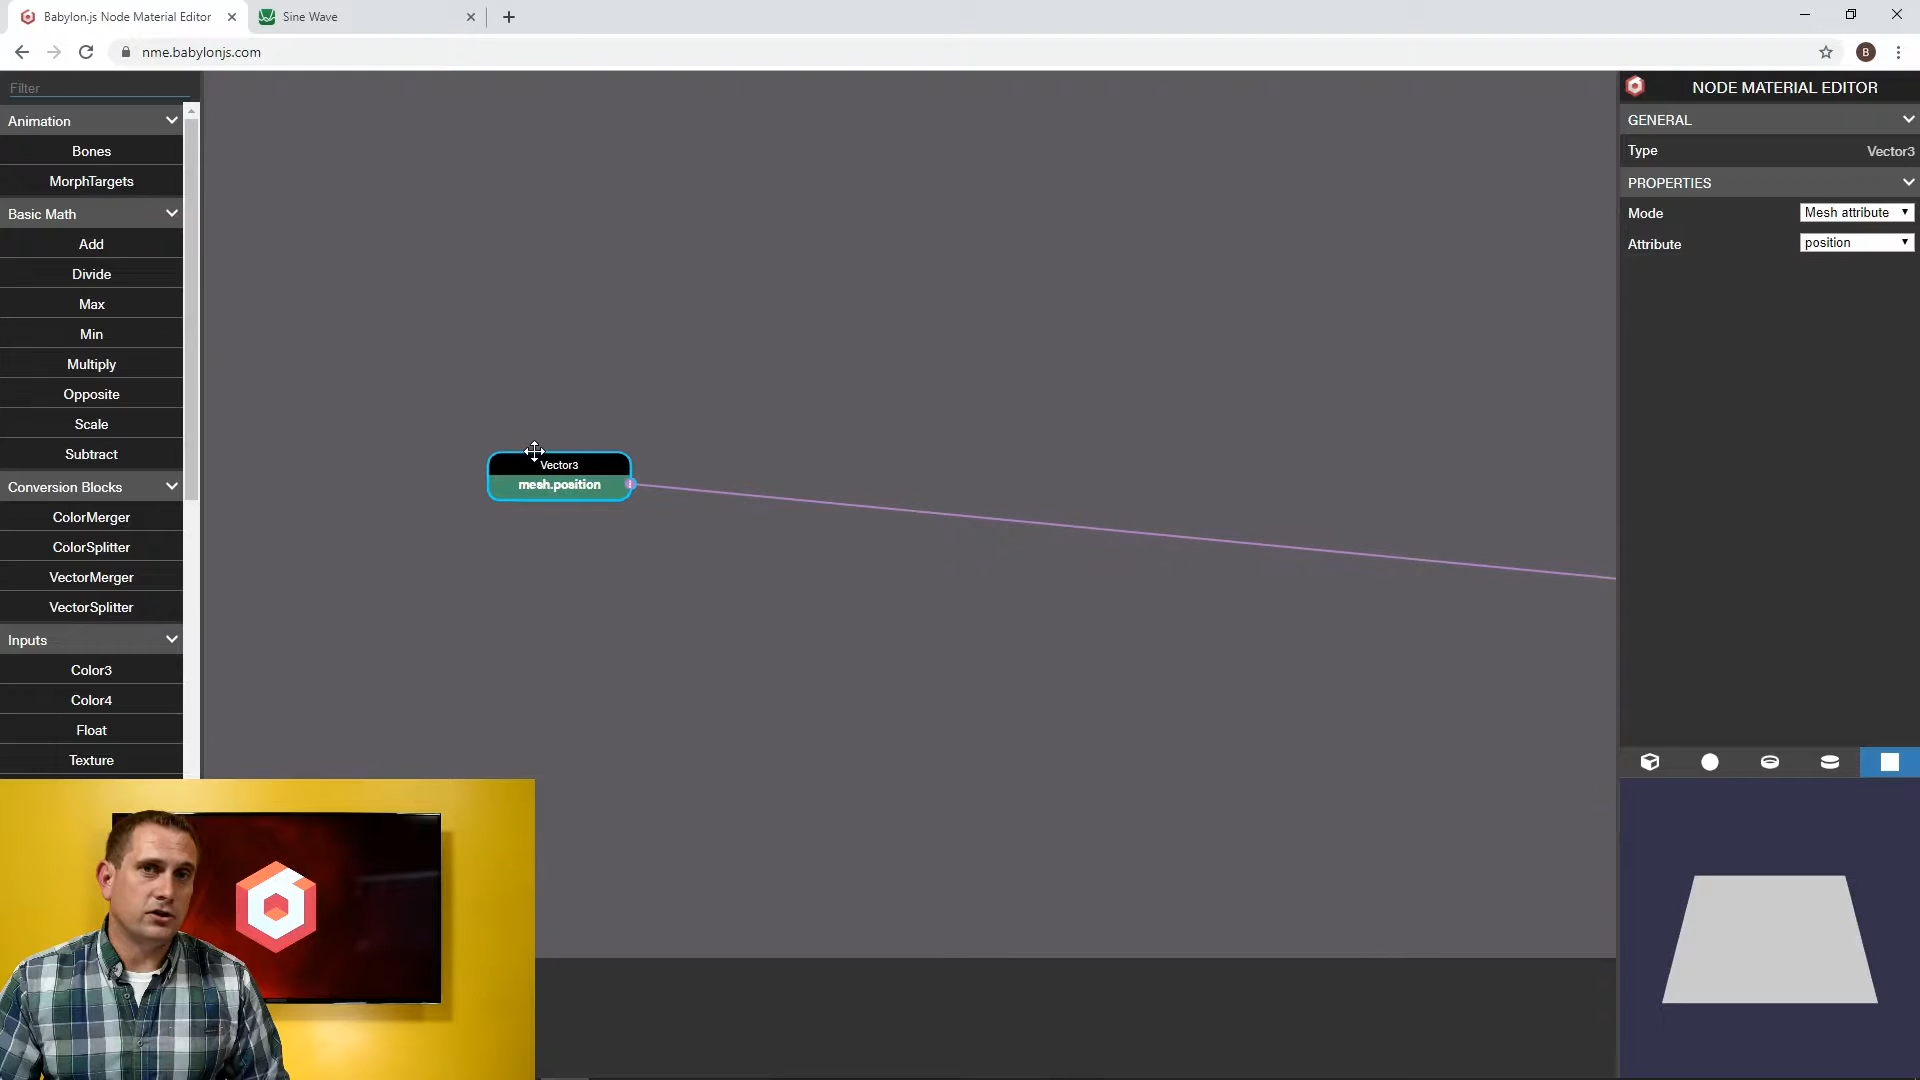 Babylon.js Node Material Editor
Sine Wave
nme.babylonjs.com
B
Filter
Animation
Bones
MorphTargets
Basic Math
Add
Divide
Max
Min
Multiply
Opposite
Scale
Subtract
Conversion Blocks
ColorMerger
ColorSplitter
VectorMerger
VectorSplitter
Inputs
Color3
Color4
Float
Texture
Vector3
mesh.position
NODE MATERIAL EDITOR
GENERAL
Type Vector3
PROPERTIES
Mode Mesh attribute
Attribute position